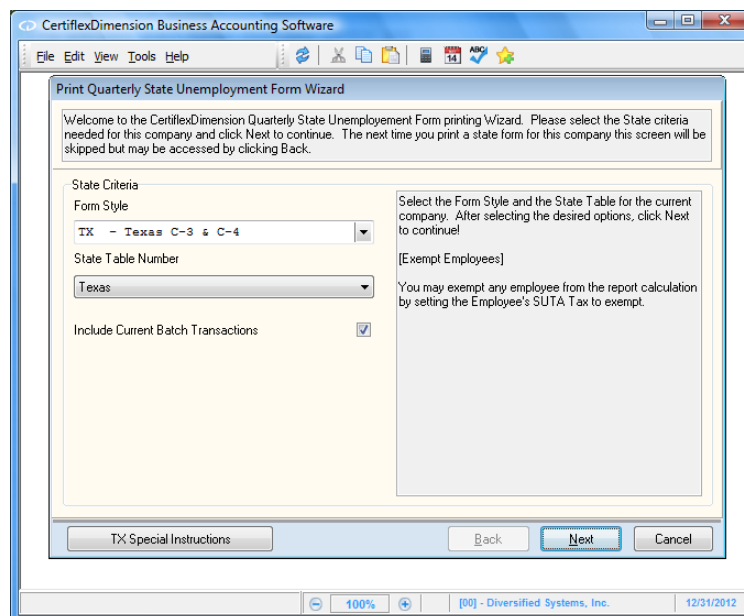 CertiflexDimension Business Accounting Software
File Edit View Tools Help
14
ABC
Print Quarterly State Unemployment Form Wizard
Welcome to the CertiflexDimension Quarterly State Unemployement Form printing Wizard. Please select the State criteria
needed for this company and click Next to continue. The next time you print a state form for this company this screen will be
skipped but may be accessed by clicking Back.
State Criteria
Form Style
TX - Texas C-3 & C-4
State Table Number
Texas
Include Current Batch Transactions
Select the Form Style and the State Table for the current
company. After selecting the desired options, click Next
to continue!
[Exempt Employees]
You may exempt any employee from the report calculation
by setting the Employee's SUTA Tax to exempt.
TX Special Instructions
Back
Next
Cancel
100%
[00] - Diversified Systems, Inc.
12/31/2012